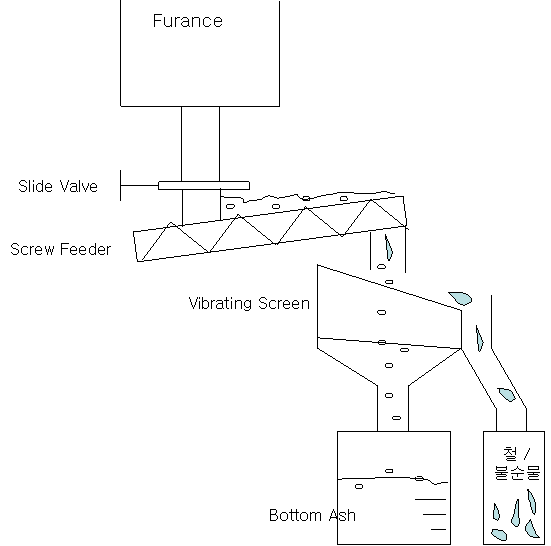 Furance
Slide Valve
Screw Feeder
Vibrating Screen
철 /
불순물
Bottom Ash